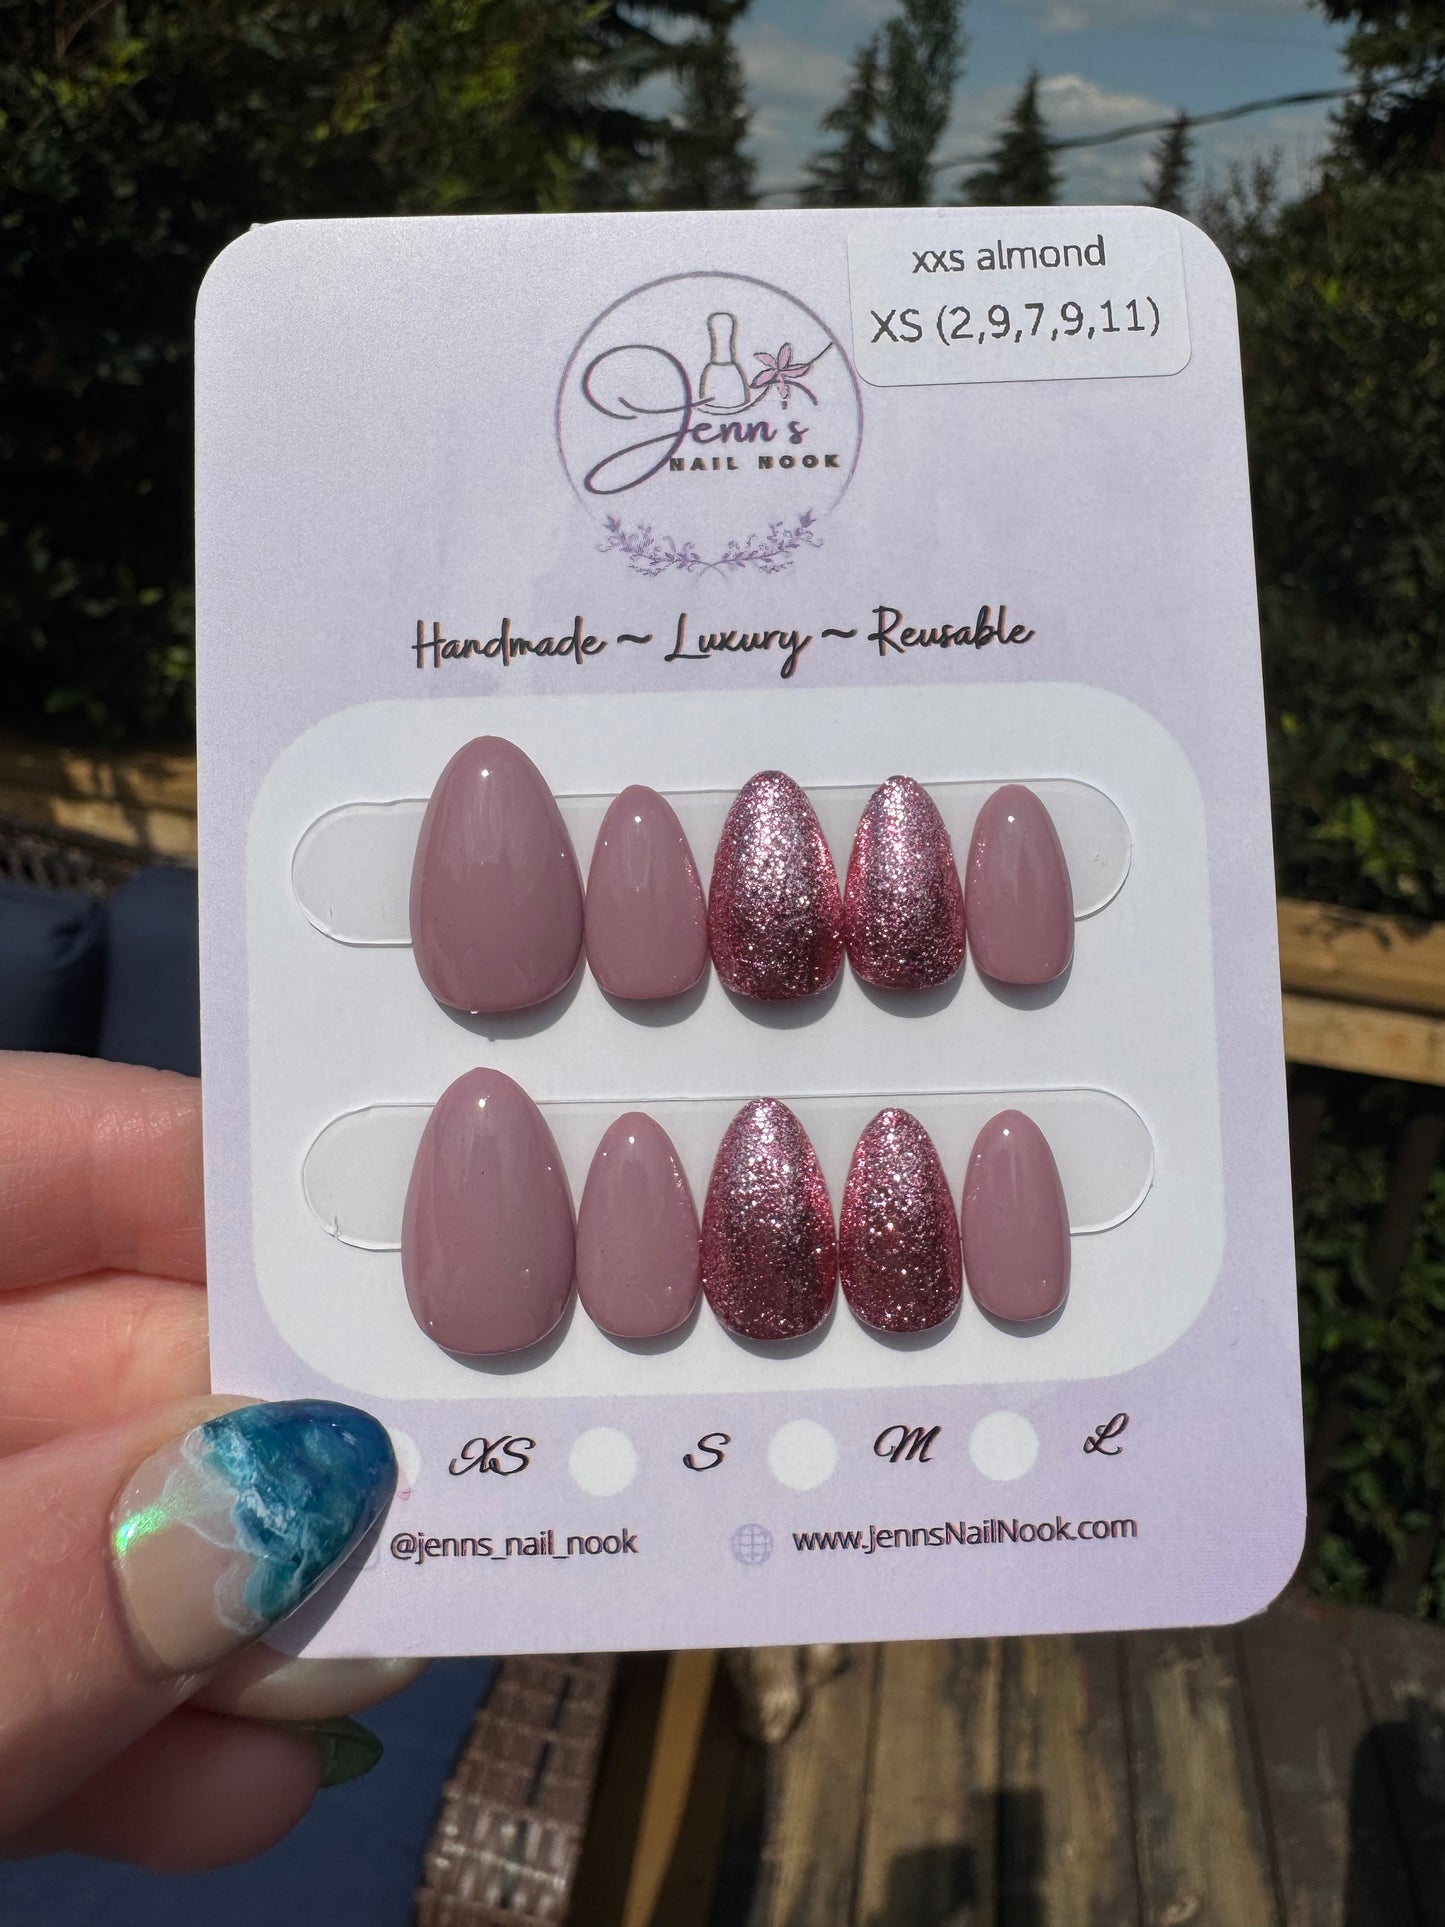 xxs almond
XS (2,9,7,9,11)
Jenn's
NAIL NOOK
Handmade ~ Luxury ~ Reusable
XS S M L
@jenns_nail_nook www.JennsNailNook.com